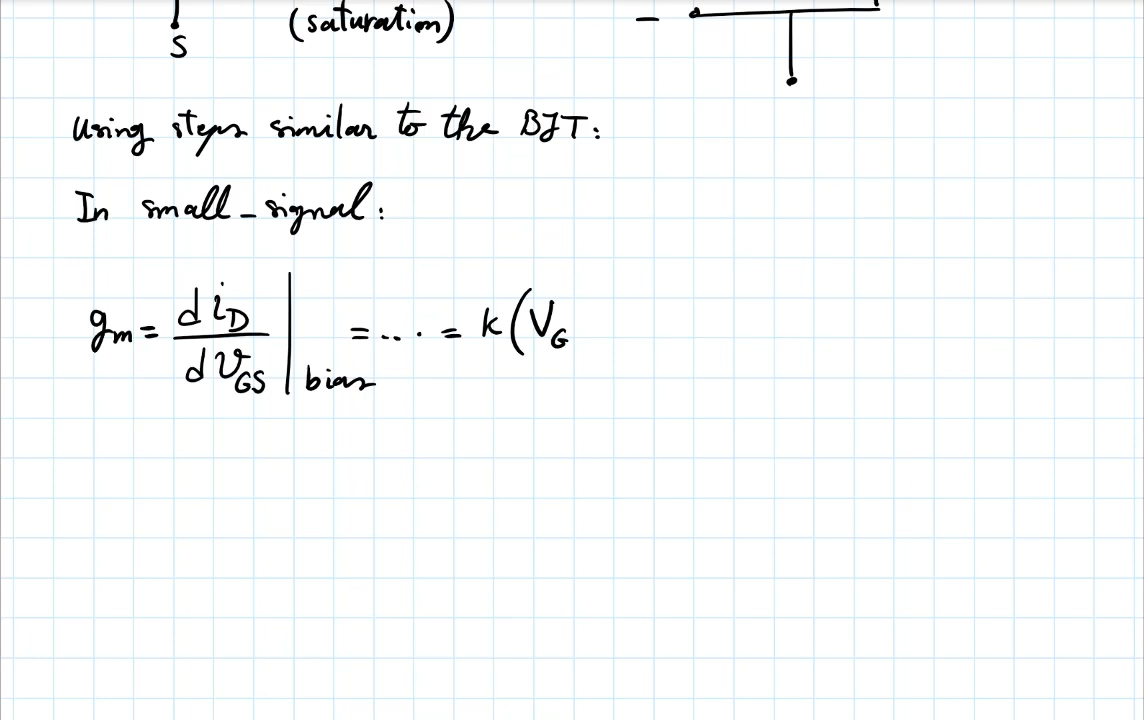 S (saturation) –
Using steps similar to the BJT:
In small-signal:
gm = diD / dvGS | bias = ... = k(VG